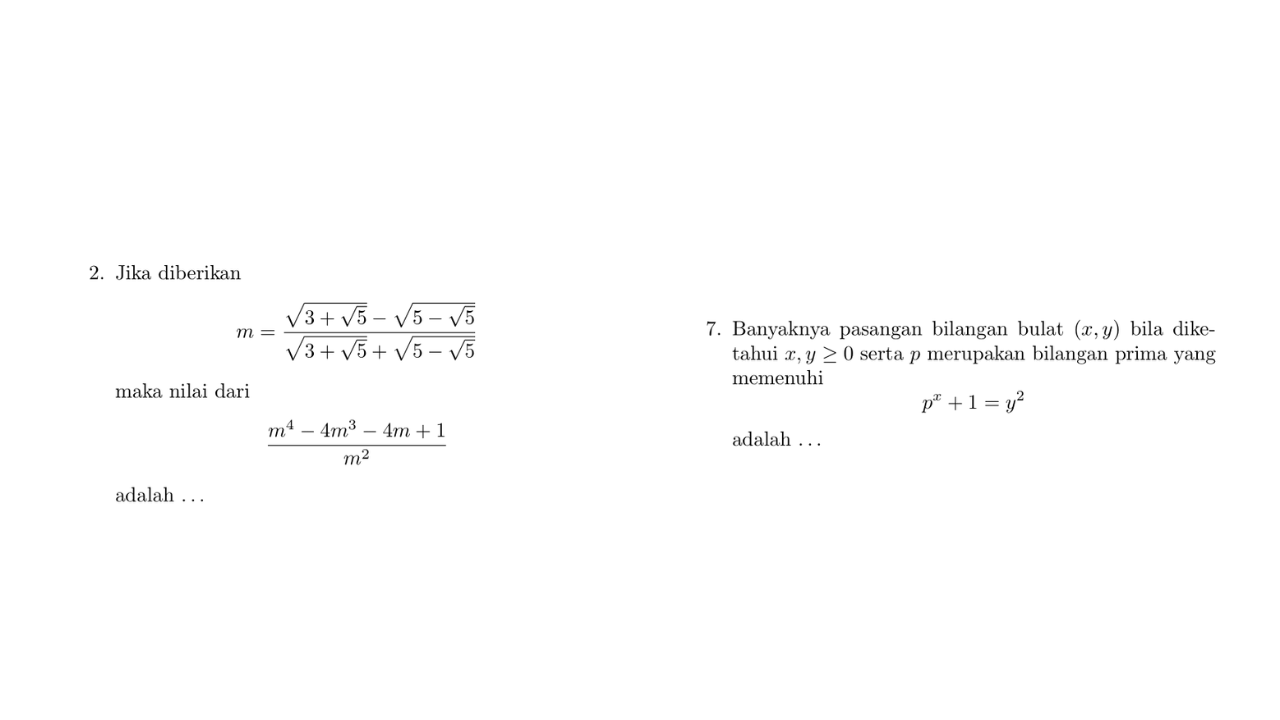 2. Jika diberikan
m = \frac{\sqrt{3 + \sqrt{5}} - \sqrt{5 - \sqrt{5}}}{\sqrt{3 + \sqrt{5}} + \sqrt{5 - \sqrt{5}}}
maka nilai dari
\frac{m^4 - 4m^3 - 4m + 1}{m^2}
adalah . . .
7. Banyaknya pasangan bilangan bulat (x, y) bila dike-
tahui x, y ≥ 0 serta p merupakan bilangan prima yang
memenuhi
p^x + 1 = y^2
adalah . . .